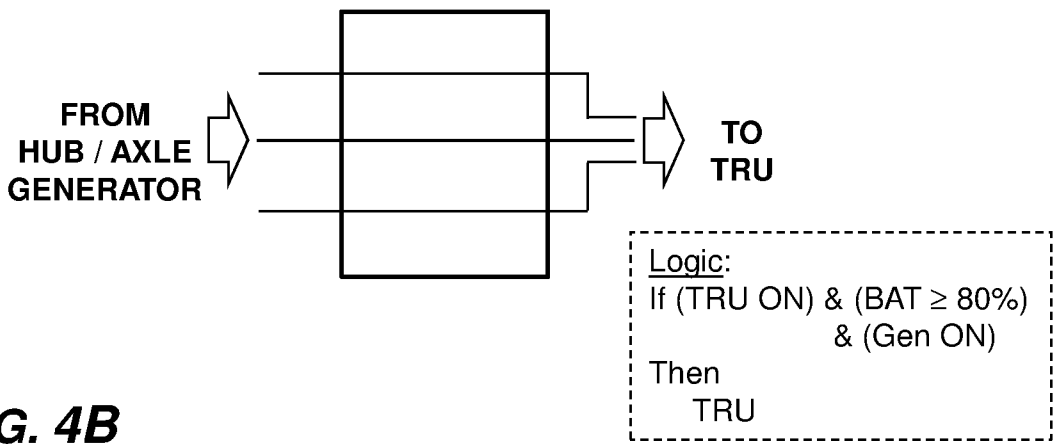 FROM
HUB / AXLE
GENERATOR
TO
TRU
Logic:
If (TRU ON) & (BAT ≥ 80%)
& (Gen ON)
Then
TRU
G. 4B